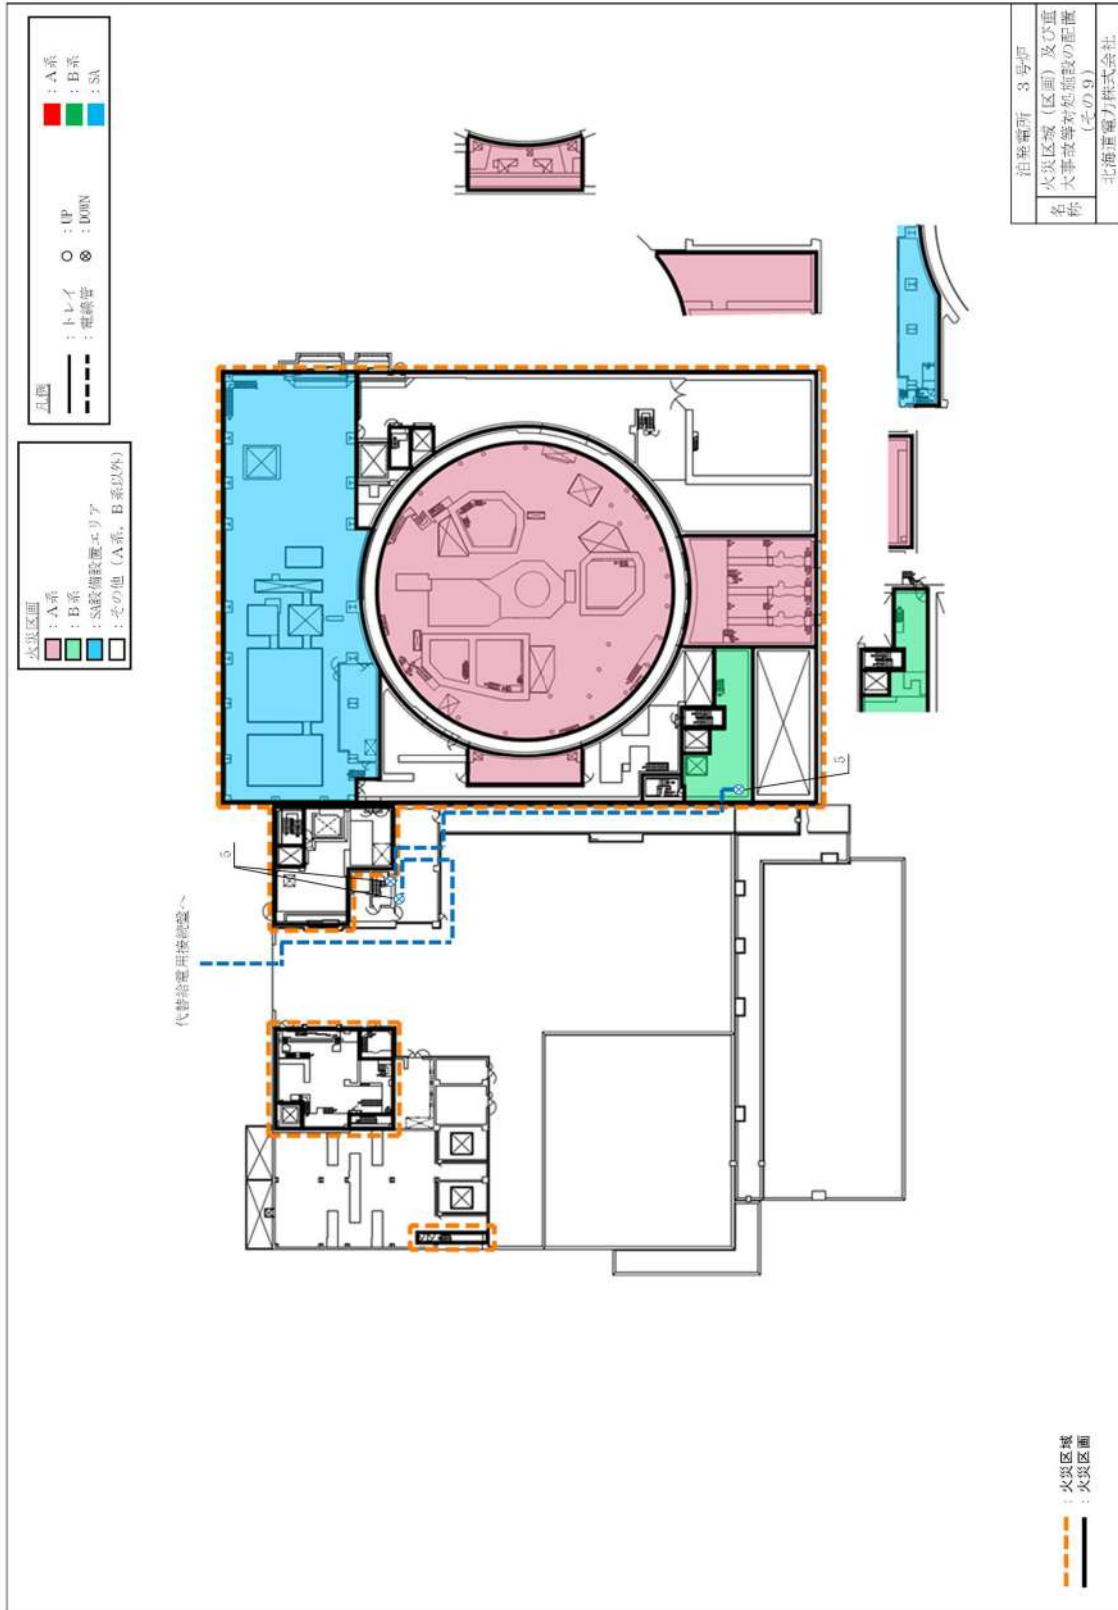 火災区画
：A系
：B系
：SA設備設置エリア
：その他（A系，B系以外）
凡例
：トレイ
：電線管
○：UP
⊗：DOWN
：A系
：B系
：SA
代替給電用接続盤へ
5
5
：火災区域
：火災区画
泊発電所　3号炉
名称
火災区域（区画）及び重
大事故等対処施設の配置
（その9）
北海道電力株式会社